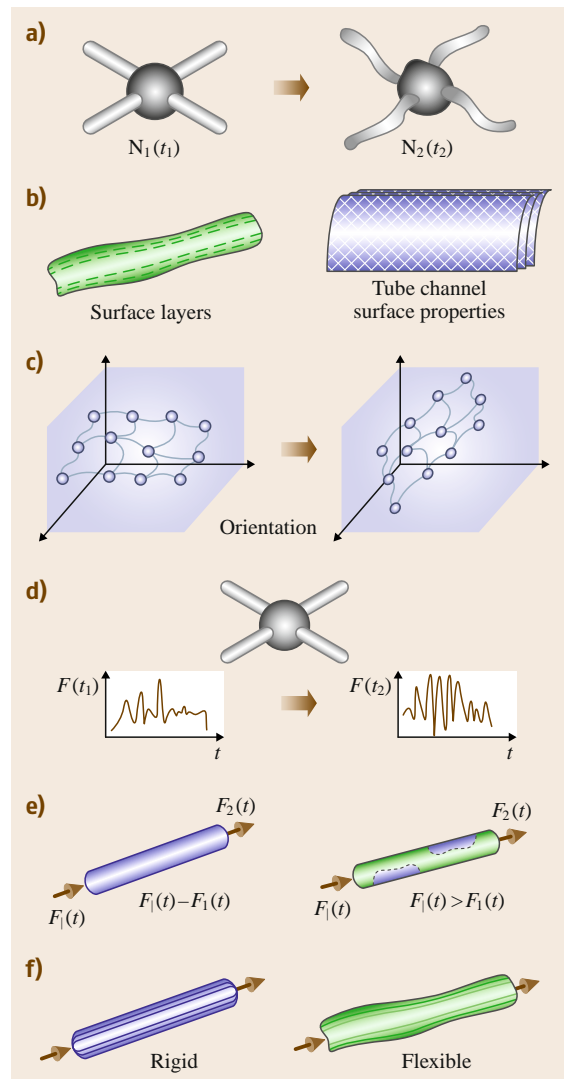 a)
N₁(t₁)
N₂(t₂)
b)
Surface layers
Tube channel
surface properties
c)
Orientation
d)
F(t₁)
t
F(t₂)
t
e)
F₂(t)
F₂(t)
F|(t)
F|(t) – F₁(t)
F|(t)
F|(t) > F₁(t)
f)
Rigid
Flexible